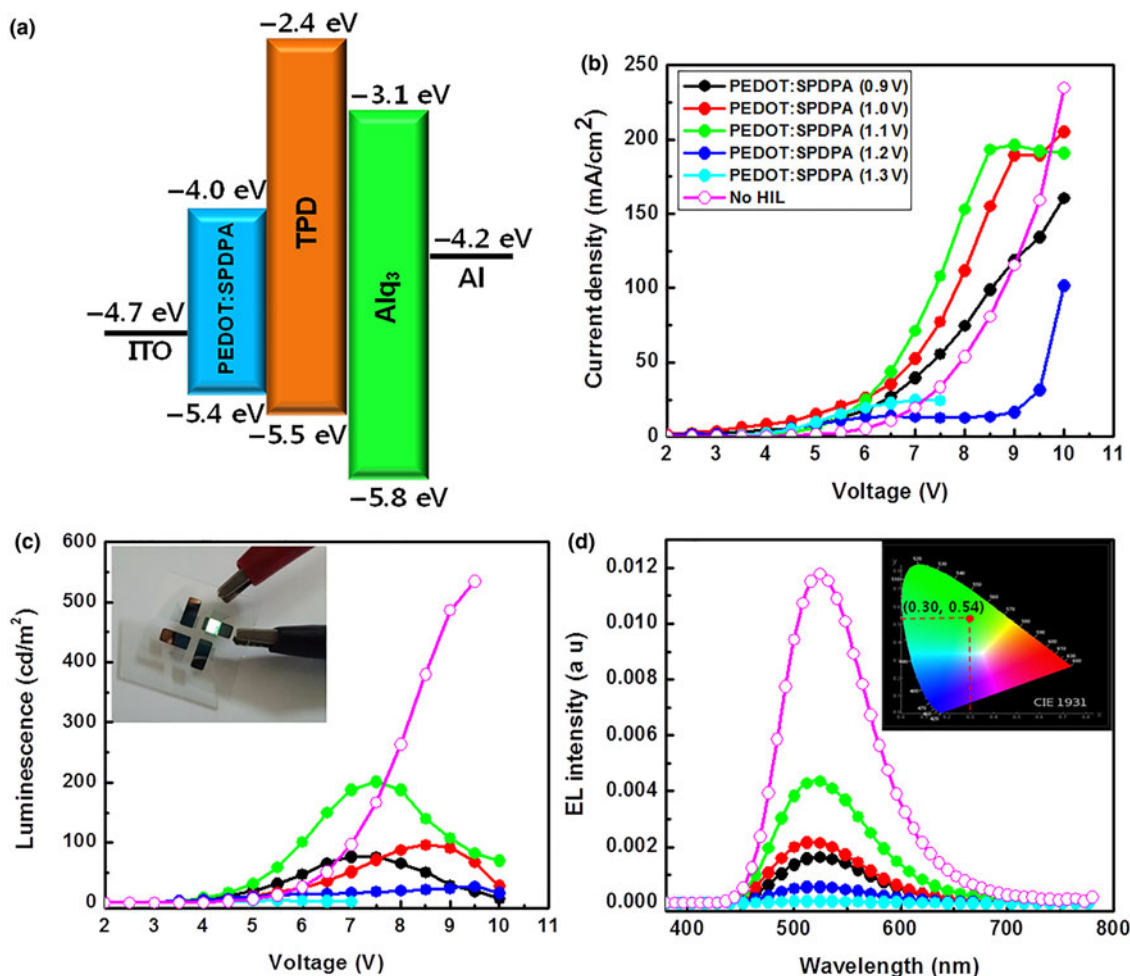 (a)
−2.4 eV
−3.1 eV
−4.0 eV
−4.2 eV
−4.7 eV
ITO
PEDOT:SPDPA
TPD
Alq3
Al
−5.4 eV
−5.5 eV
−5.8 eV
(b)
PEDOT:SPDPA (0.9 V)
PEDOT:SPDPA (1.0 V)
PEDOT:SPDPA (1.1 V)
PEDOT:SPDPA (1.2 V)
PEDOT:SPDPA (1.3 V)
No HIL
Current density (mA/cm2)
250
200
150
100
50
0
2 3 4 5 6 7 8 9 10 11
Voltage (V)
(c)
Luminescence (cd/m2)
600
500
400
300
200
100
0
2 3 4 5 6 7 8 9 10 11
Voltage (V)
(d)
EL intensity (a u)
0.012
0.010
0.008
0.006
0.004
0.002
0.000
400 500 600 700 800
Wavelength (nm)
(0.30, 0.54)
CIE 1931